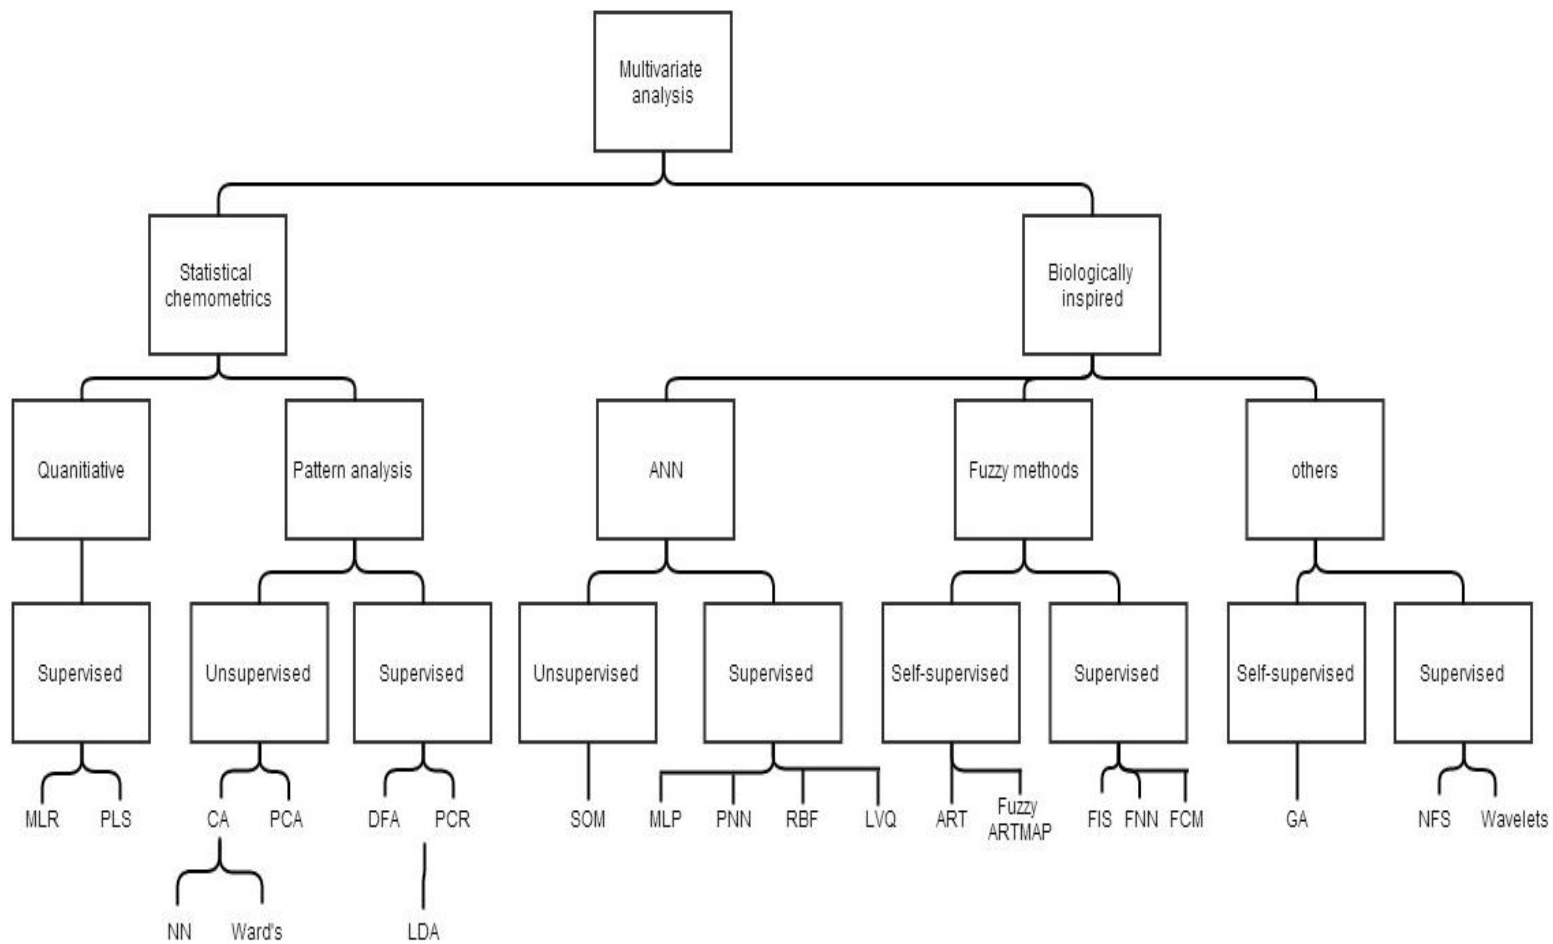 Multivariate
analysis
Statistical
chemometrics
Biologically
inspired
Quanitiative
Pattern analysis
ANN
Fuzzy methods
others
Supervised
Unsupervised
Supervised
Unsupervised
Supervised
Self-supervised
Supervised
Self-supervised
Supervised
MLR
PLS
CA
PCA
DFA
PCR
SOM
MLP
PNN
RBF
LVQ
ART
Fuzzy
ARTMAP
FIS
FNN
FCM
GA
NFS
Wavelets
NN
Ward's
LDA